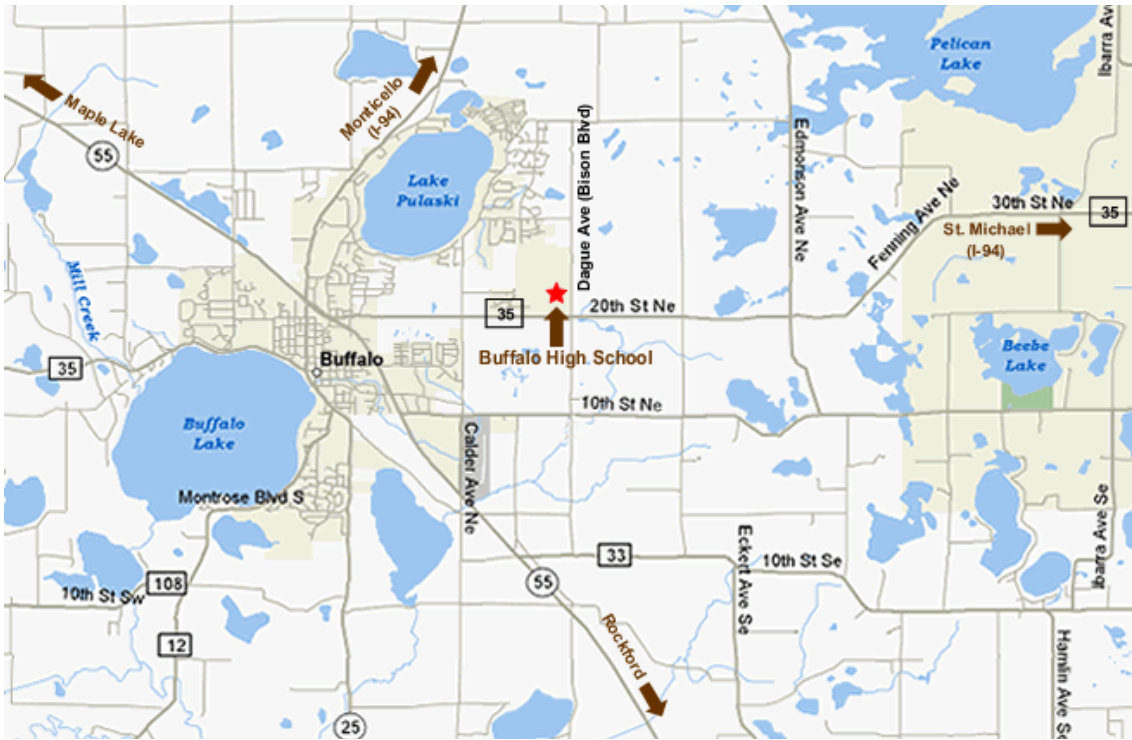 Pelican
Lake
Ibarra Ave
Maple Lake
Monticello
(I-94)
55
Dague Ave (Bison Blvd)
Edmonson Ave Ne
Lake
Pulaski
Fenning Ave Ne
30th St Ne
35
St. Michael
(I-94)
Mill Creek
35
20th St Ne
Buffalo High School
Buffalo
35
Beebe
Lake
10th St Ne
Buffalo
Lake
Calder Ave Ne
Montrose Blvd S
Ibarra Ave Se
Eckert Ave Se
33
10th St Se
55
108
10th St Sw
12
Rockford
Hamlin Ave Se
25